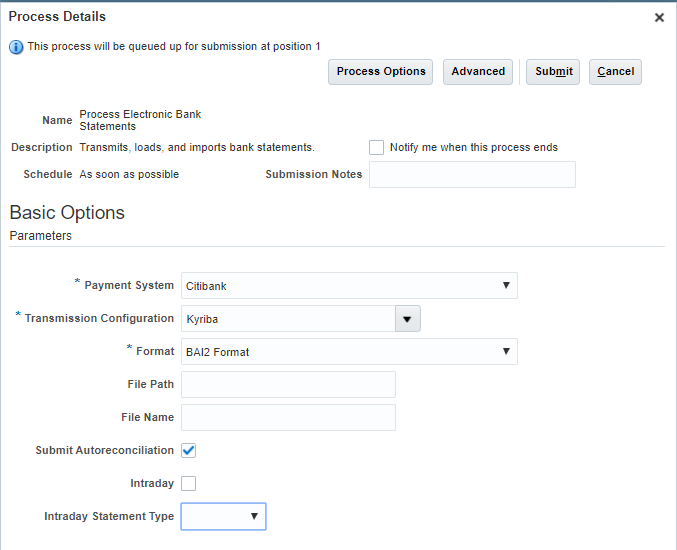 Process Details
This process will be queued up for submission at position 1
Process Options Advanced Submit Cancel
Name Process Electronic Bank
Statements
Description Transmits, loads, and imports bank statements. Notify me when this process ends
Schedule As soon as possible Submission Notes
Basic Options
Parameters
* Payment System Citibank
* Transmission Configuration Kyriba
* Format BAI2 Format
File Path
File Name
Submit Autoreconciliation
Intraday
Intraday Statement Type